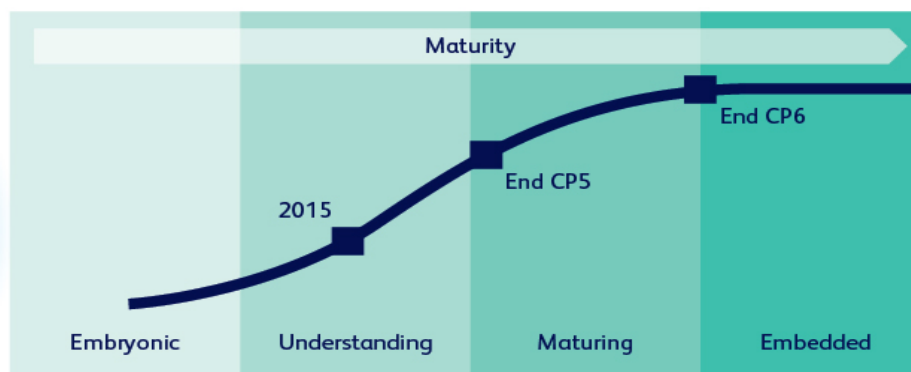 Maturity
End CP6
End CP5
2015
Embryonic Understanding Maturing Embedded